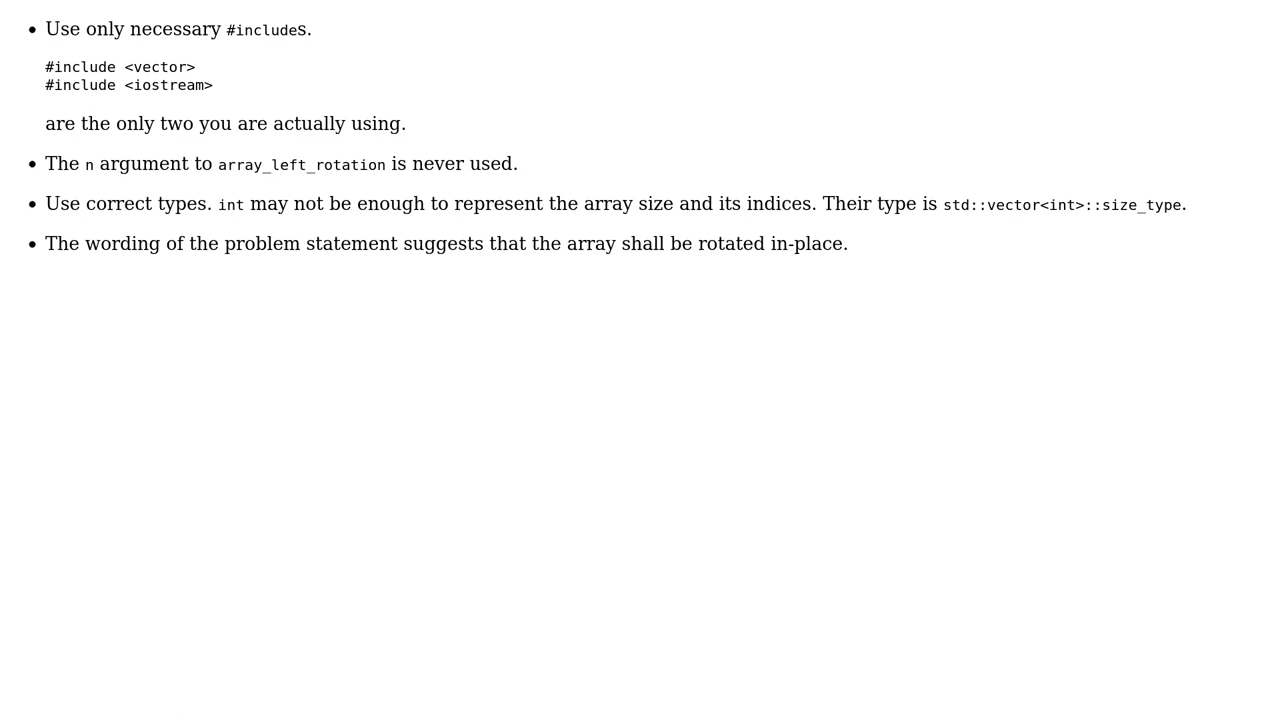 • Use only necessary #includes.
#include <vector>
#include <iostream>
are the only two you are actually using.
• The n argument to array_left_rotation is never used.
• Use correct types. int may not be enough to represent the array size and its indices. Their type is std::vector<int>::size_type.
• The wording of the problem statement suggests that the array shall be rotated in-place.